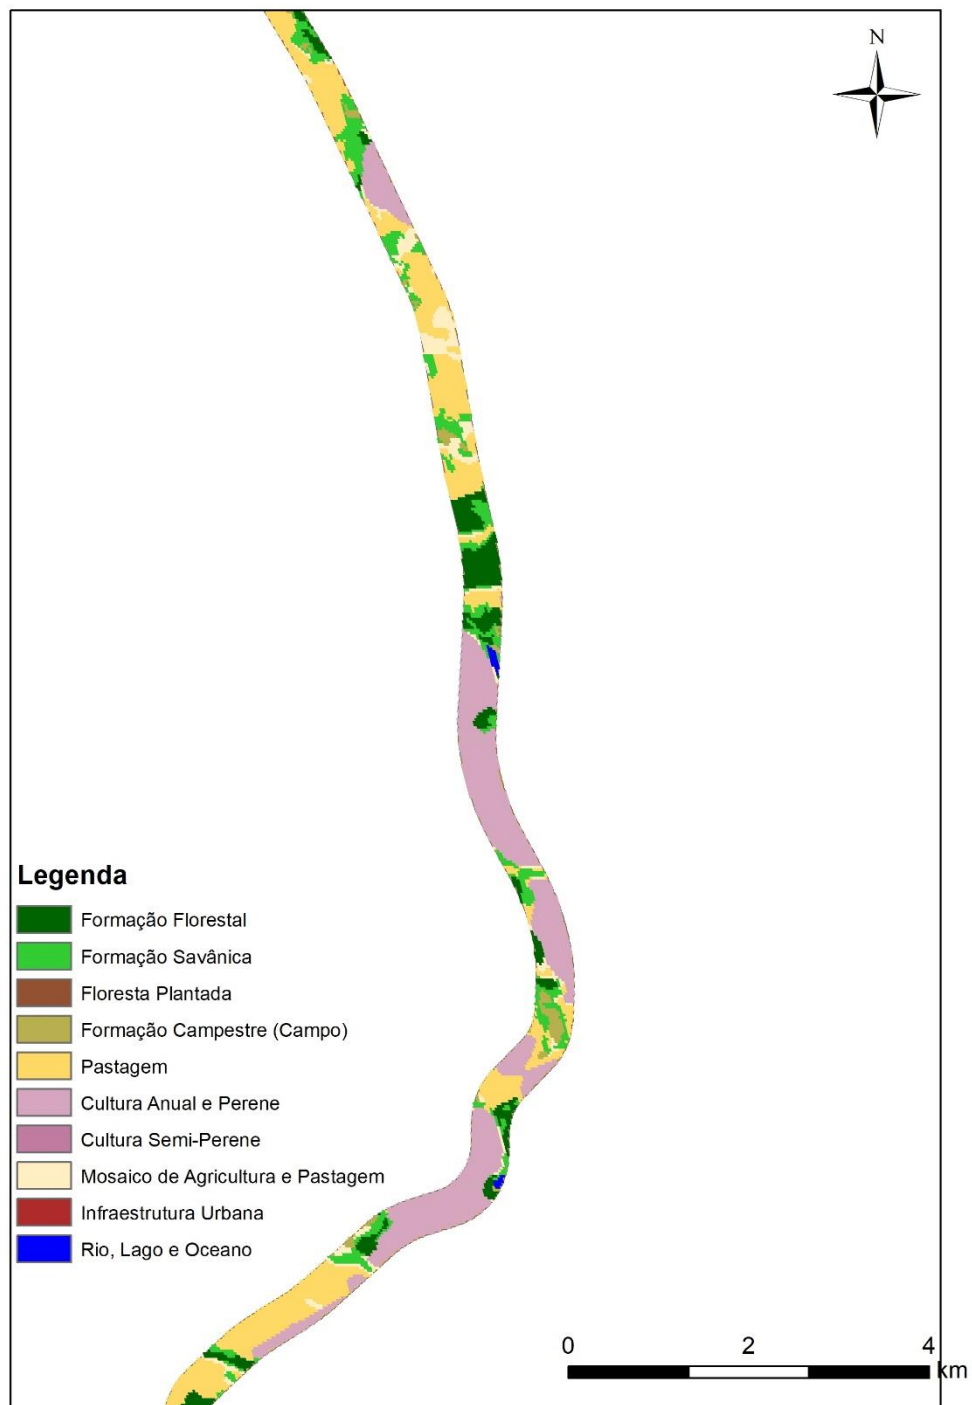 N
Legenda
Formação Florestal
Formação Savânica
Floresta Plantada
Formação Campestre (Campo)
Pastagem
Cultura Anual e Perene
Cultura Semi-Perene
Mosaico de Agricultura e Pastagem
Infraestrutura Urbana
Rio, Lago e Oceano
0 2 4
km